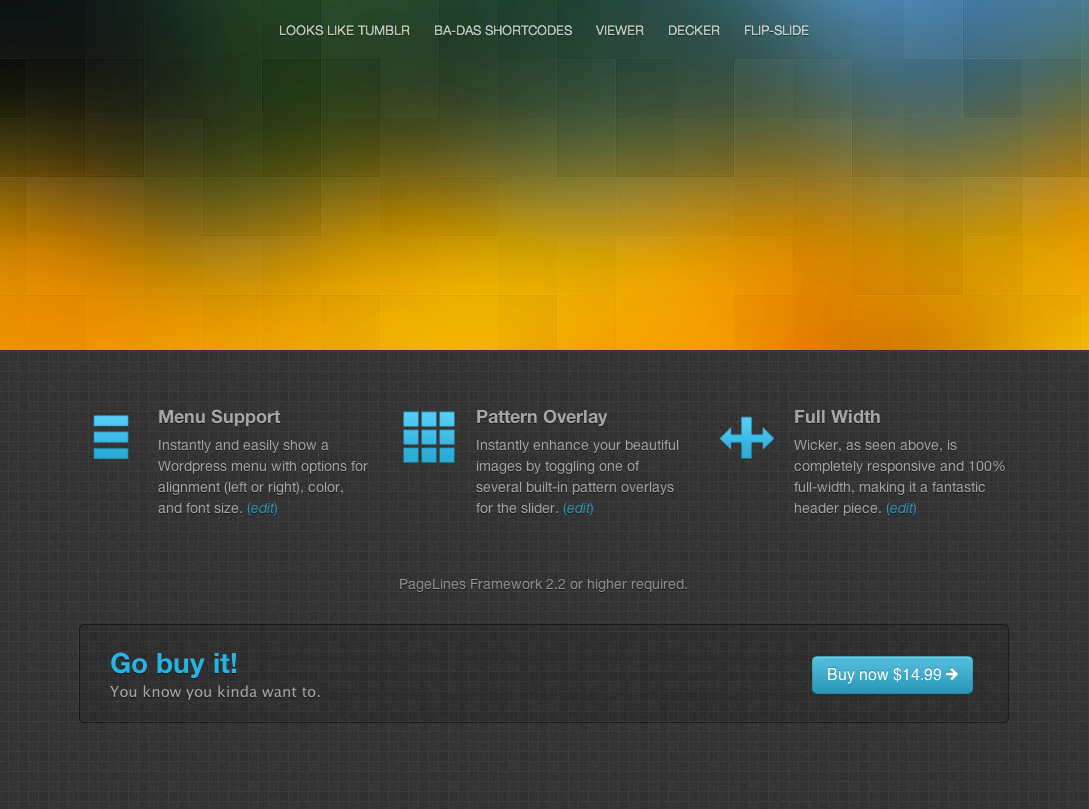 LOOKS LIKE TUMBLR BA-DAS SHORTCODES VIEWER DECKER FLIP-SLIDE
Menu Support
Instantly and easily show a
Wordpress menu with options for
alignment (left or right), color,
and font size. (edit)
Pattern Overlay
Instantly enhance your beautiful
images by toggling one of
several built-in pattern overlays
for the slider. (edit)
Full Width
Wicker, as seen above, is
completely responsive and 100%
full-width, making it a fantastic
header piece. (edit)
PageLines Framework 2.2 or higher required.
Go buy it!
You know you kinda want to.
Buy now $14.99